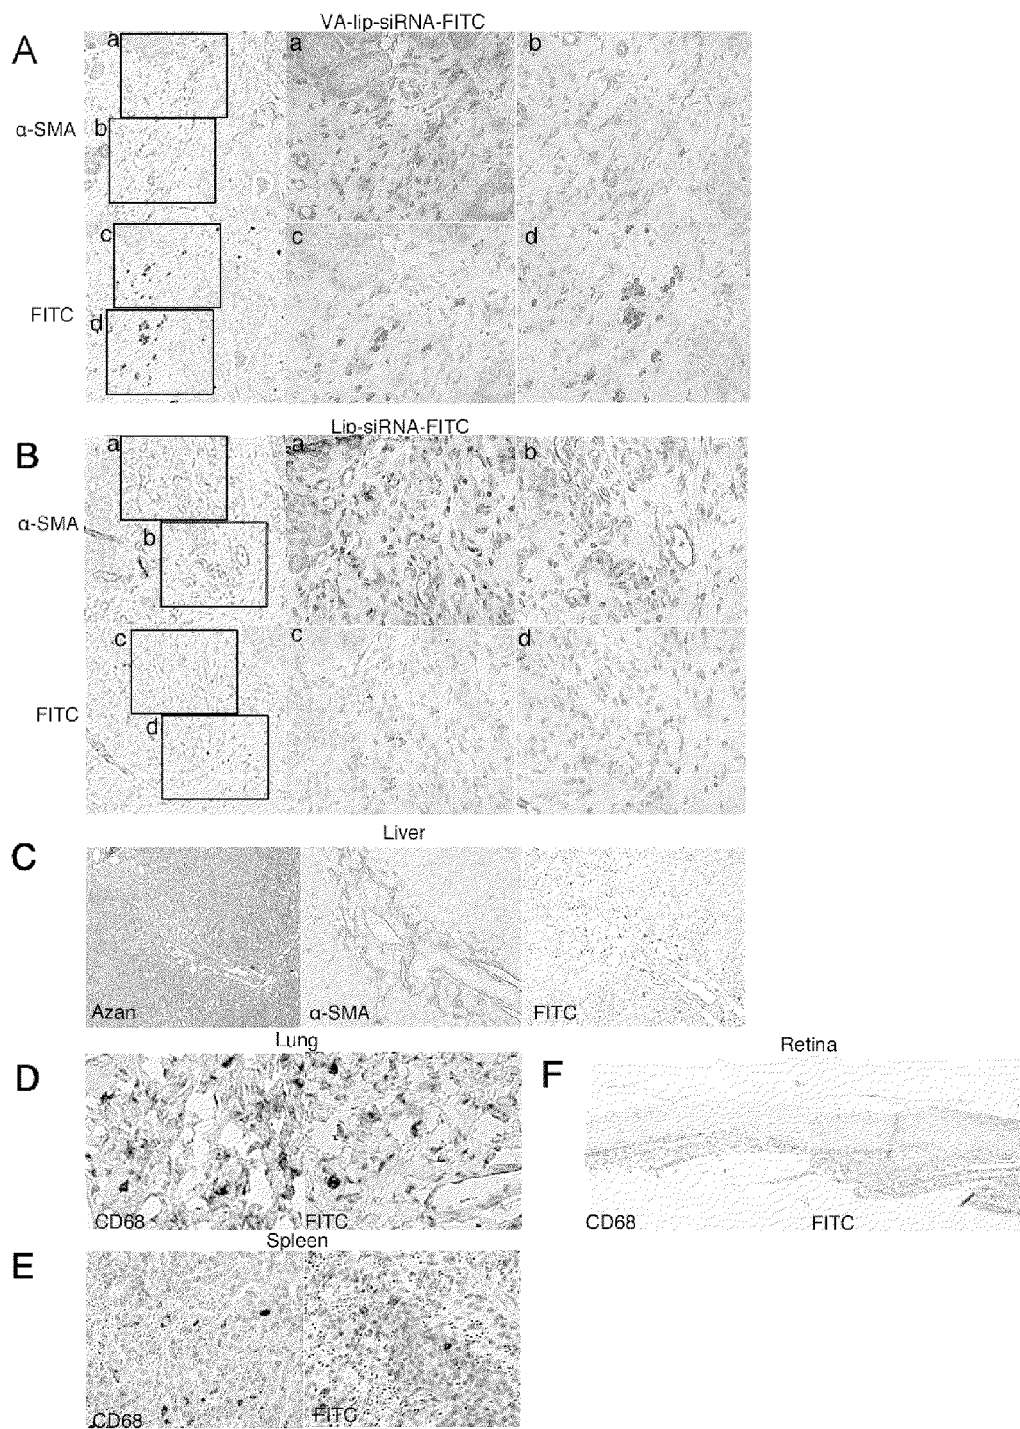 VA-lip-siRNA-FITC
A
a
a
b
α-SMA
b
c
c
d
FITC
d
Lip-siRNA-FITC
B
a
a
b
α-SMA
b
c
c
d
FITC
d
Liver
C
Azan
α-SMA
FITC
Lung
Retina
D
F
CD68
FITC
CD68
FITC
Spleen
E
CD68
FITC